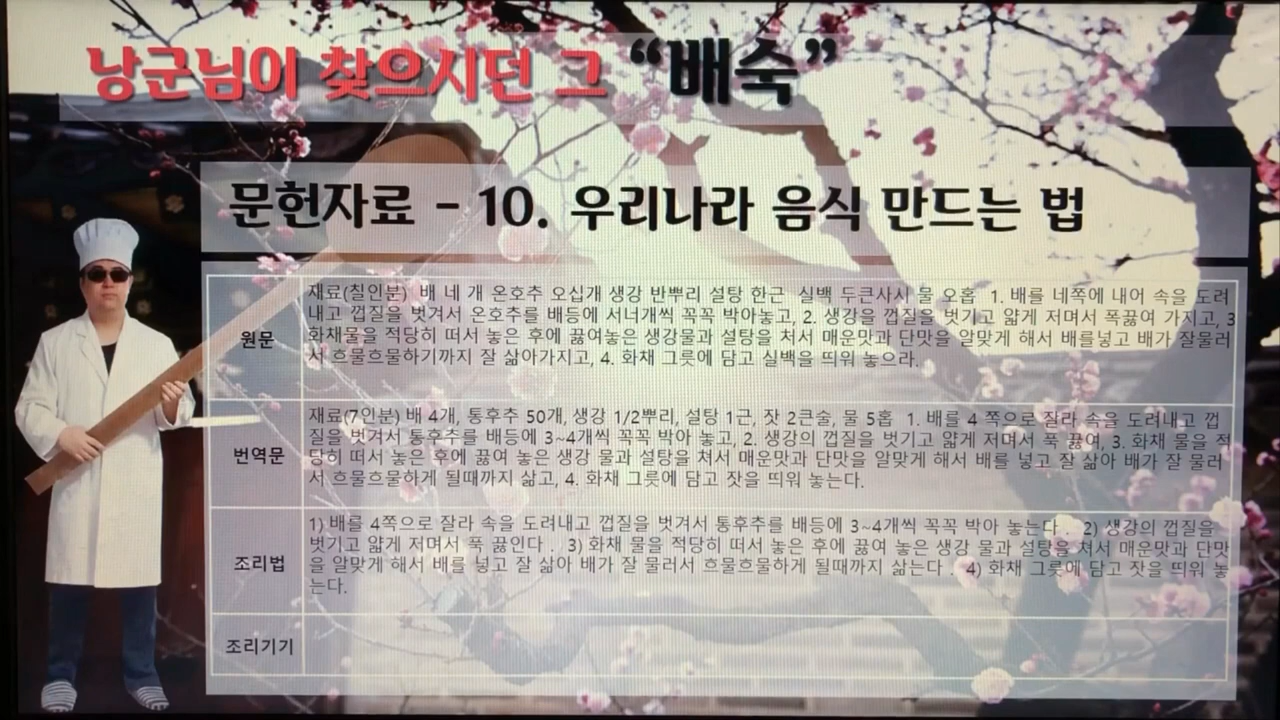 낭군님이 찾으시던 그 “배숙”
문헌자료 - 10. 우리나라 음식 만드는 법
원문
재료(칠인분) 배 네 개 온호추 오십개 생강 반뿌리 설탕 한근 실백 두큰사시 물 오홉 1. 배를 네쪽에 내어 속을 도려
내고 껍질을 벗겨서 온호추를 배등에 서너개씩 꼭꼭 박아놓고, 2. 생강을 껍질을 벗기고 얇게 저며서 폭끓여 가지고, 3
화채물을 적당히 떠서 놓은 후에 끓여놓은 생강물과 설탕을 처서 매운맛과 단맛을 알맞게 해서 배를넣고 배가 잘물러
서 흐물흐물하기까지 잘 삶아가지고, 4. 화채 그릇에 담고 실백을 띄워 놓으라.
번역문
재료(7인분) 배 4개, 통후추 50개, 생강 1/2뿌리, 설탕 1근, 잣 2큰술, 물 5홉 1. 배를 4 쪽으로 잘라 속을 도려내고 껍
질을 벗겨서 통후추를 배등에 3~4개씩 꼭꼭 박아 놓고, 2. 생강의 껍질을 벗기고 얇게 저며서 푹 끓여, 3. 화채 물을 적
당히 떠서 놓은 후에 끓여 놓은 생강 물과 설탕을 쳐서 매운맛과 단맛을 알맞게 해서 배를 넣고 잘 삶아 배가 잘 물러
서 흐물흐물하게 될때까지 삶고, 4. 화채 그릇에 담고 잣을 띄워 놓는다.
조리법
1) 배를 4쪽으로 잘라 속을 도려내고 껍질을 벗겨서 통후추를 배등에 3~4개씩 꼭꼭 박아 놓는다 . 2) 생강의 껍질을
벗기고 얇게 저며서 푹 끓인다 . 3) 화채 물을 적당히 떠서 놓은 후에 끓여 놓은 생강 물과 설탕을 쳐서 매운맛과 단맛
을 알맞게 해서 배를 넣고 잘 삶아 배가 잘 물러서 흐물흐물하게 될때까지 삶는다 . 4) 화채 그릇에 담고 잣을 띄워 놓
는다.
조리기기